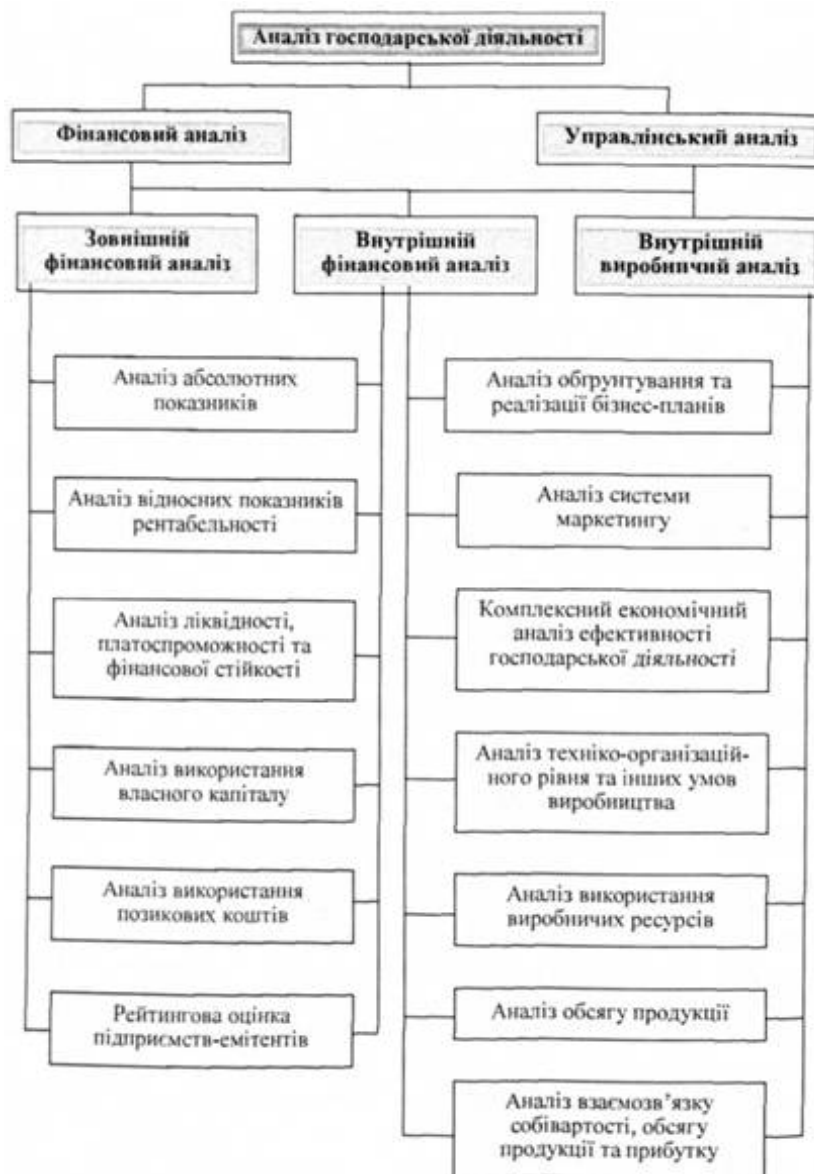 Аналіз господарської діяльності
Фінансовий аналіз
Управлінський аналіз
Зовнішній
фінансовий аналіз
Внутрішній
фінансовий аналіз
Внутрішній
виробничий аналіз
Аналіз абсолютних
показників
Аналіз відносних показників
рентабельності
Аналіз ліквідності,
платоспроможності та
фінансової стійкості
Аналіз використання
власного капіталу
Аналіз використання
позикових коштів
Рейтингова оцінка
підприємств-емітентів
Аналіз обґрунтування та
реалізації бізнес-планів
Аналіз системи
маркетингу
Комплексний економічний
аналіз ефективності
господарської діяльності
Аналіз техніко-організацій-
ного рівня та інших умов
виробництва
Аналіз використання
виробничих ресурсів
Аналіз обсягу продукції
Аналіз взаємозв’язку
собівартості, обсягу
продукції та прибутку